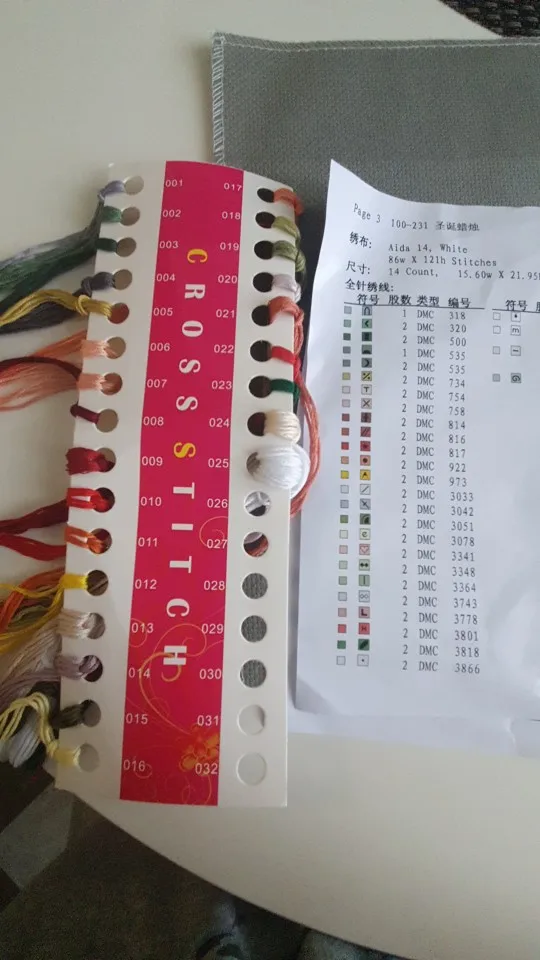 001 017
002 018
003 019
004 020
005 021
006 022
007 023
008 024
009 025
010 026
011 027
012 028
013 029
014 030
015 031
016 032
CROSS STITCH
Page 3 100~231 圣诞蜡烛
绣布: Aida 14, White
86w X 121h Stitches
尺寸: 14 Count, 15.60w X 21.95h
全针绣线:
符号 股数 类型 编号 符号
1 DMC 318
2 DMC 320
2 DMC 500
1 DMC 535
2 DMC 535
2 DMC 734
2 DMC 754
2 DMC 758
2 DMC 814
2 DMC 816
2 DMC 817
2 DMC 922
2 DMC 973
2 DMC 3033
2 DMC 3042
2 DMC 3051
2 DMC 3078
2 DMC 3341
2 DMC 3348
2 DMC 3364
2 DMC 3743
2 DMC 3778
2 DMC 3801
2 DMC 3818
2 DMC 3866